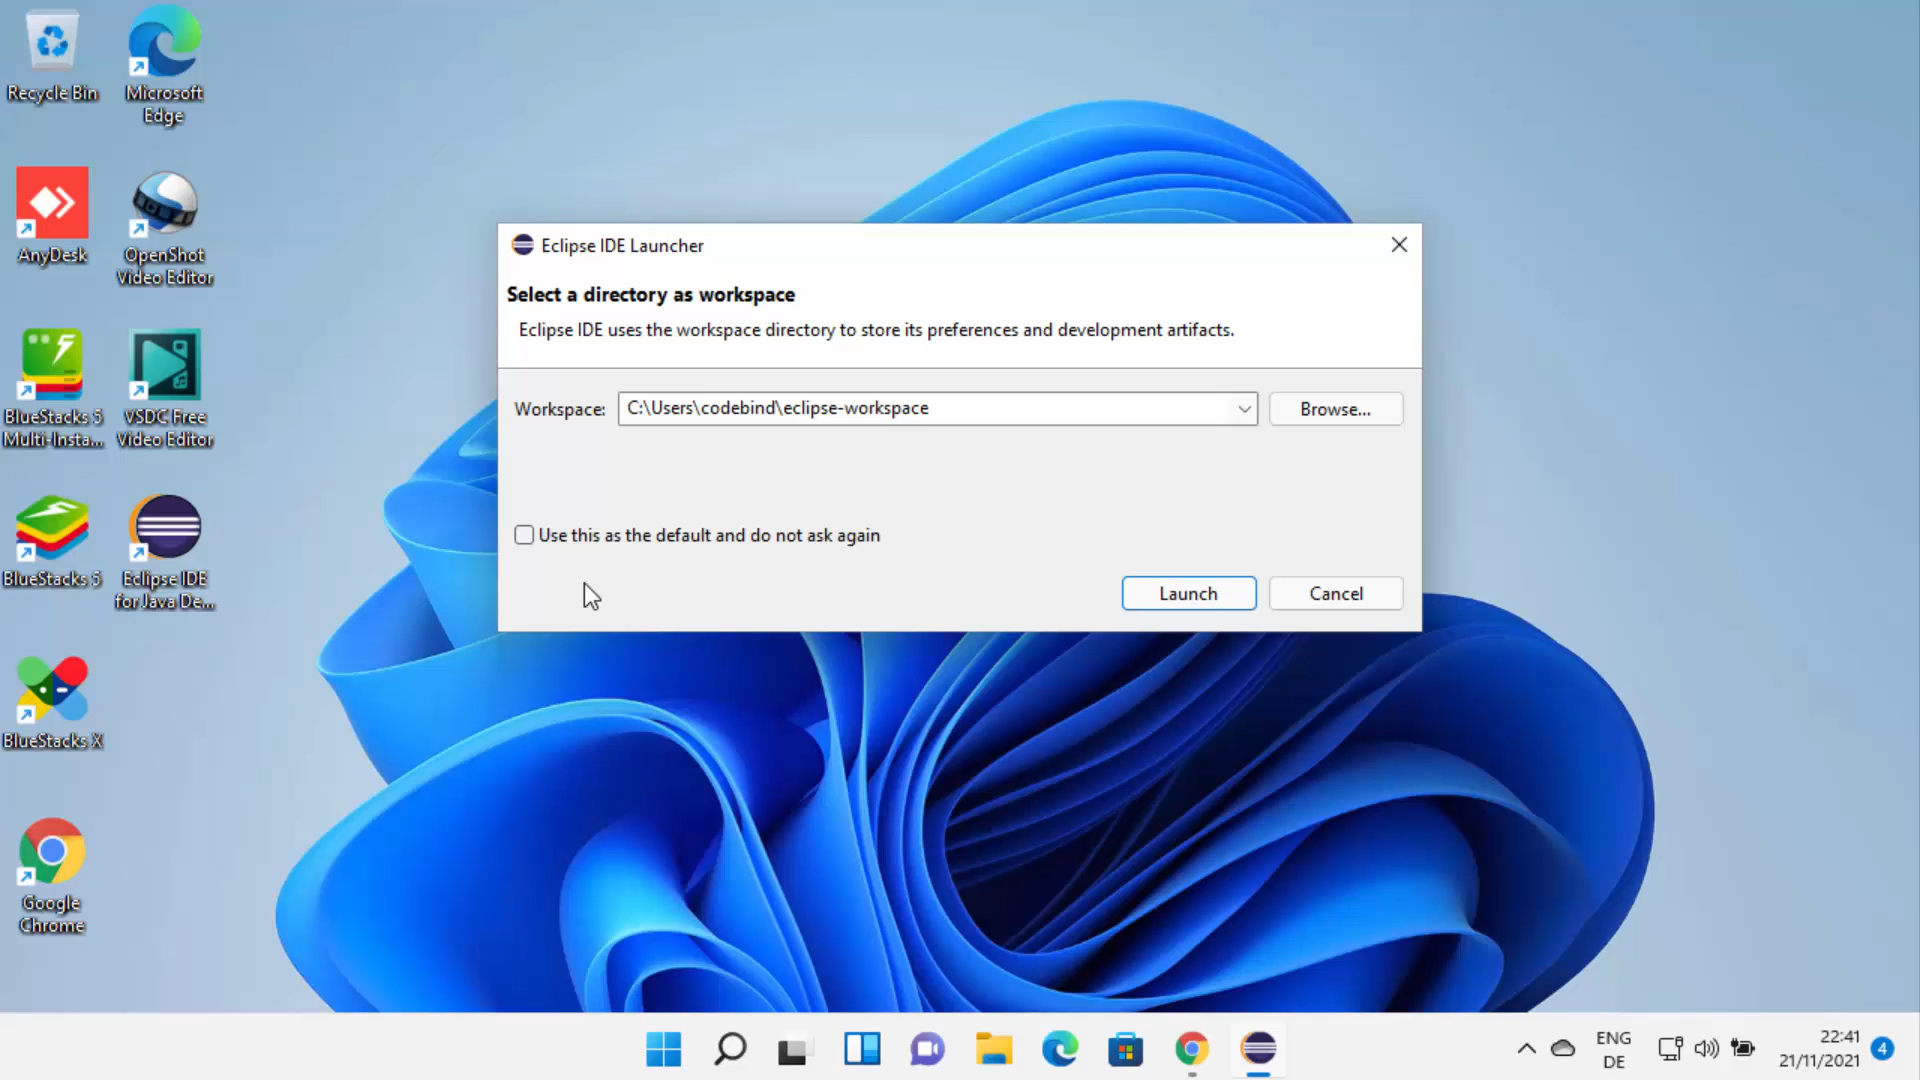 Recycle Bin
Microsoft
Edge
AnyDesk
OpenShot
Video Editor
BlueStacks 5
Multi-Insta...
VSDC Free
Video Editor
BlueStacks 5
Eclipse IDE
for Java De...
BlueStacks X
Google
Chrome
Eclipse IDE Launcher
Select a directory as workspace
Eclipse IDE uses the workspace directory to store its preferences and development artifacts.
Workspace: C:\Users\codebind\eclipse-workspace Browse...
Use this as the default and do not ask again
Launch Cancel
ENG
DE
22:41
21/11/2021
4